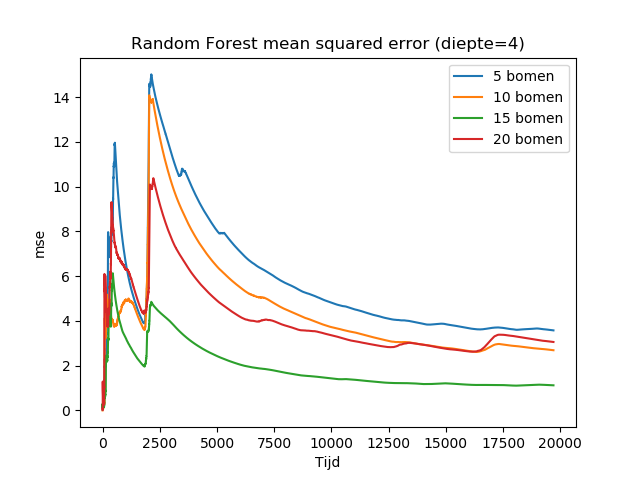 Random Forest mean squared error (diepte=4)
5 bomen
10 bomen
15 bomen
20 bomen
mse
14
12
10
8
6
4
2
0
0
2500
5000
7500
10000
12500
15000
17500
20000
Tijd